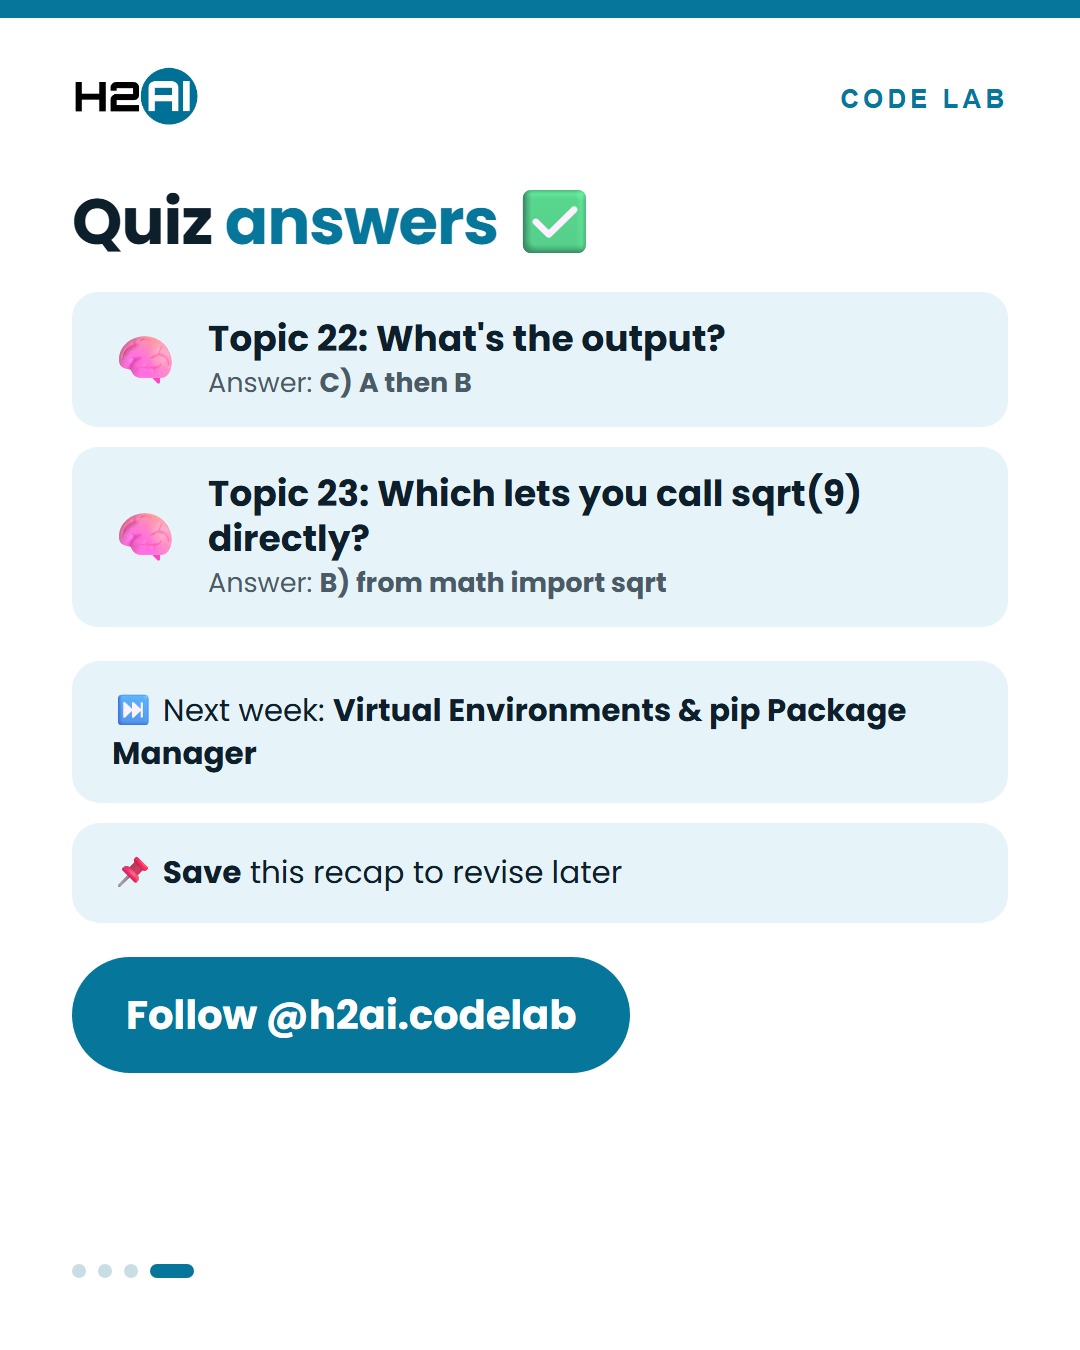 H2AI
CODE LAB
Quiz answers ✅
Topic 22: What's the output?
Answer: C) A then B
Topic 23: Which lets you call sqrt(9)
directly?
Answer: B) from math import sqrt
⏭️ Next week: Virtual Environments & pip Package
Manager
📌 Save this recap to revise later
Follow @h2ai.codelab